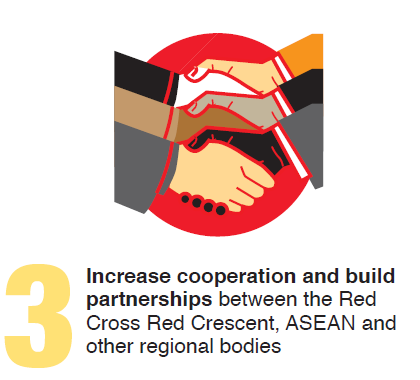 3
Increase cooperation and build
partnerships between the Red
Cross Red Crescent, ASEAN and
other regional bodies